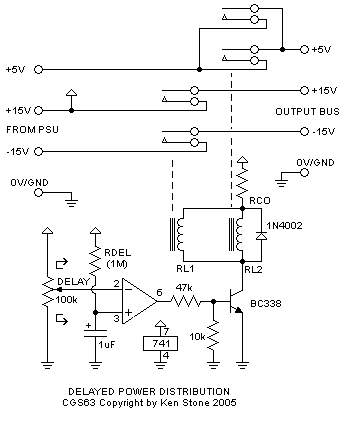 +5V
+5V
+15V
+15V
FROM PSU
OUTPUT BUS
-15V
-15V
0V/GND
0V/GND
RCO
1N4002
RDEL
(1M)
RL1
RL2
DELAY
100k
2
6
47k
BC338
3
+
1uF
7
741
4
10k
DELAYED POWER DISTRIBUTION
CGS63 Copyright by Ken Stone 2005